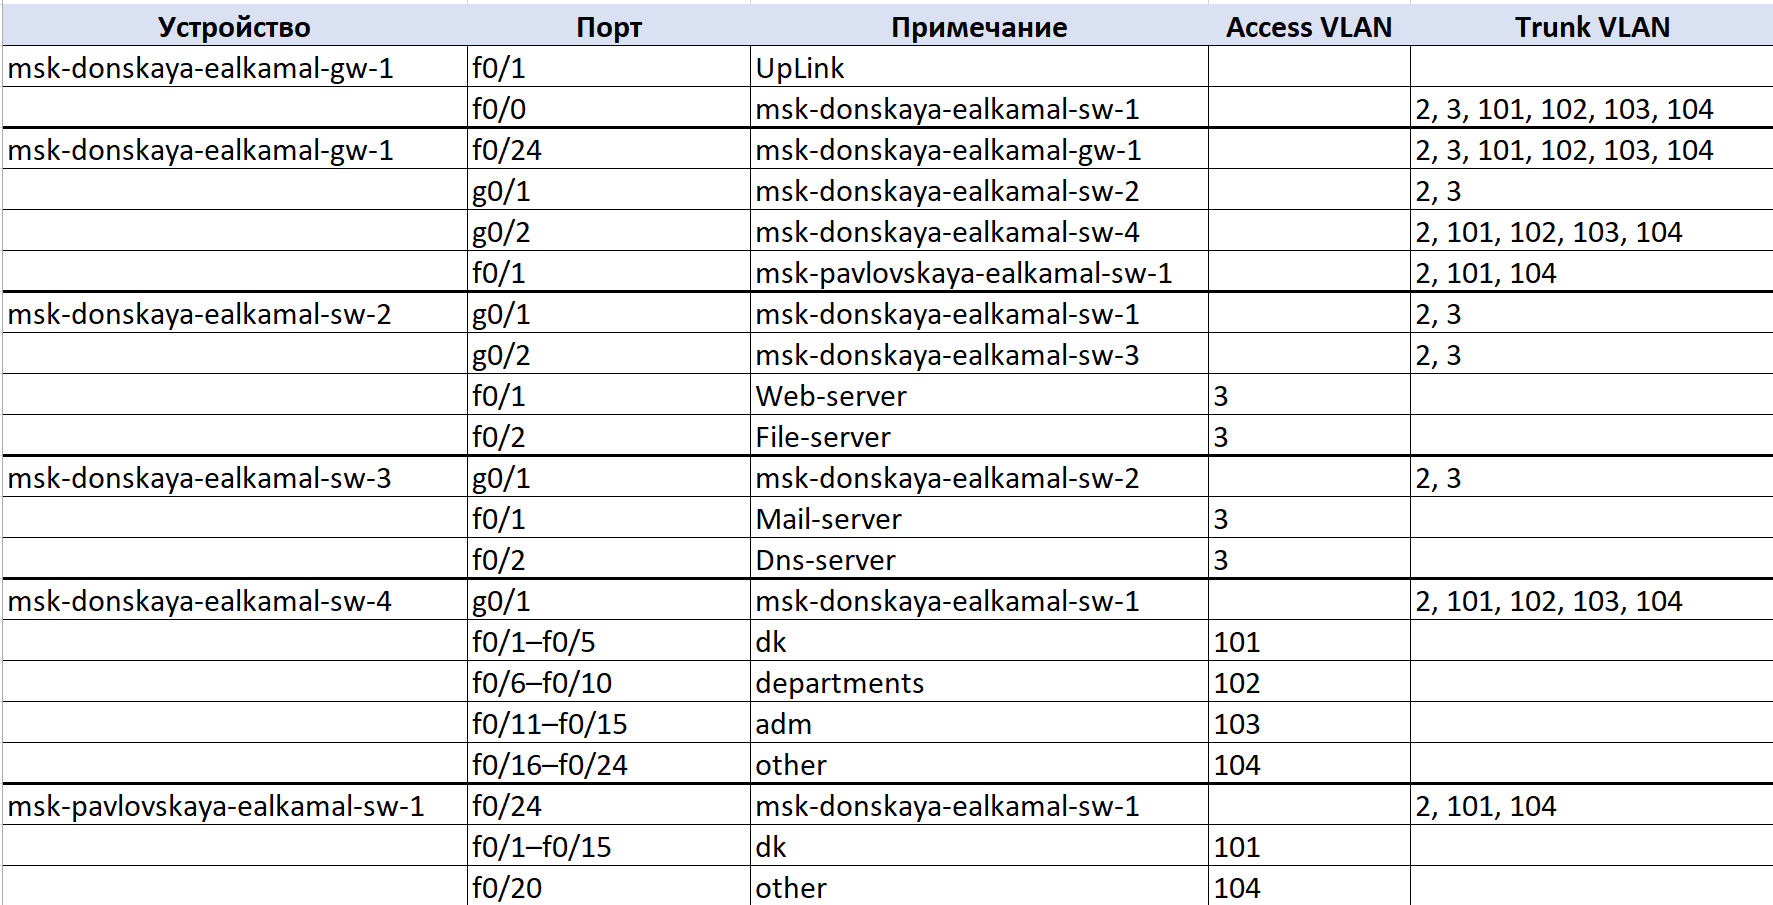 Устройство Порт Примечание Access VLAN Trunk VLAN
msk-donskaya-ealkamal-gw-1 f0/1 UpLink
f0/0 msk-donskaya-ealkamal-sw-1 2, 3, 101, 102, 103, 104
msk-donskaya-ealkamal-gw-1 f0/24 msk-donskaya-ealkamal-gw-1 2, 3, 101, 102, 103, 104
g0/1 msk-donskaya-ealkamal-sw-2 2, 3
g0/2 msk-donskaya-ealkamal-sw-4 2, 101, 102, 103, 104
f0/1 msk-pavlovskaya-ealkamal-sw-1 2, 101, 104
msk-donskaya-ealkamal-sw-2 g0/1 msk-donskaya-ealkamal-sw-1 2, 3
g0/2 msk-donskaya-ealkamal-sw-3 2, 3
f0/1 Web-server 3
f0/2 File-server 3
msk-donskaya-ealkamal-sw-3 g0/1 msk-donskaya-ealkamal-sw-2 2, 3
f0/1 Mail-server 3
f0/2 Dns-server 3
msk-donskaya-ealkamal-sw-4 g0/1 msk-donskaya-ealkamal-sw-1 2, 101, 102, 103, 104
f0/1–f0/5 dk 101
f0/6–f0/10 departments 102
f0/11–f0/15 adm 103
f0/16–f0/24 other 104
msk-pavlovskaya-ealkamal-sw-1 f0/24 msk-donskaya-ealkamal-sw-1 2, 101, 104
f0/1–f0/15 dk 101
f0/20 other 104